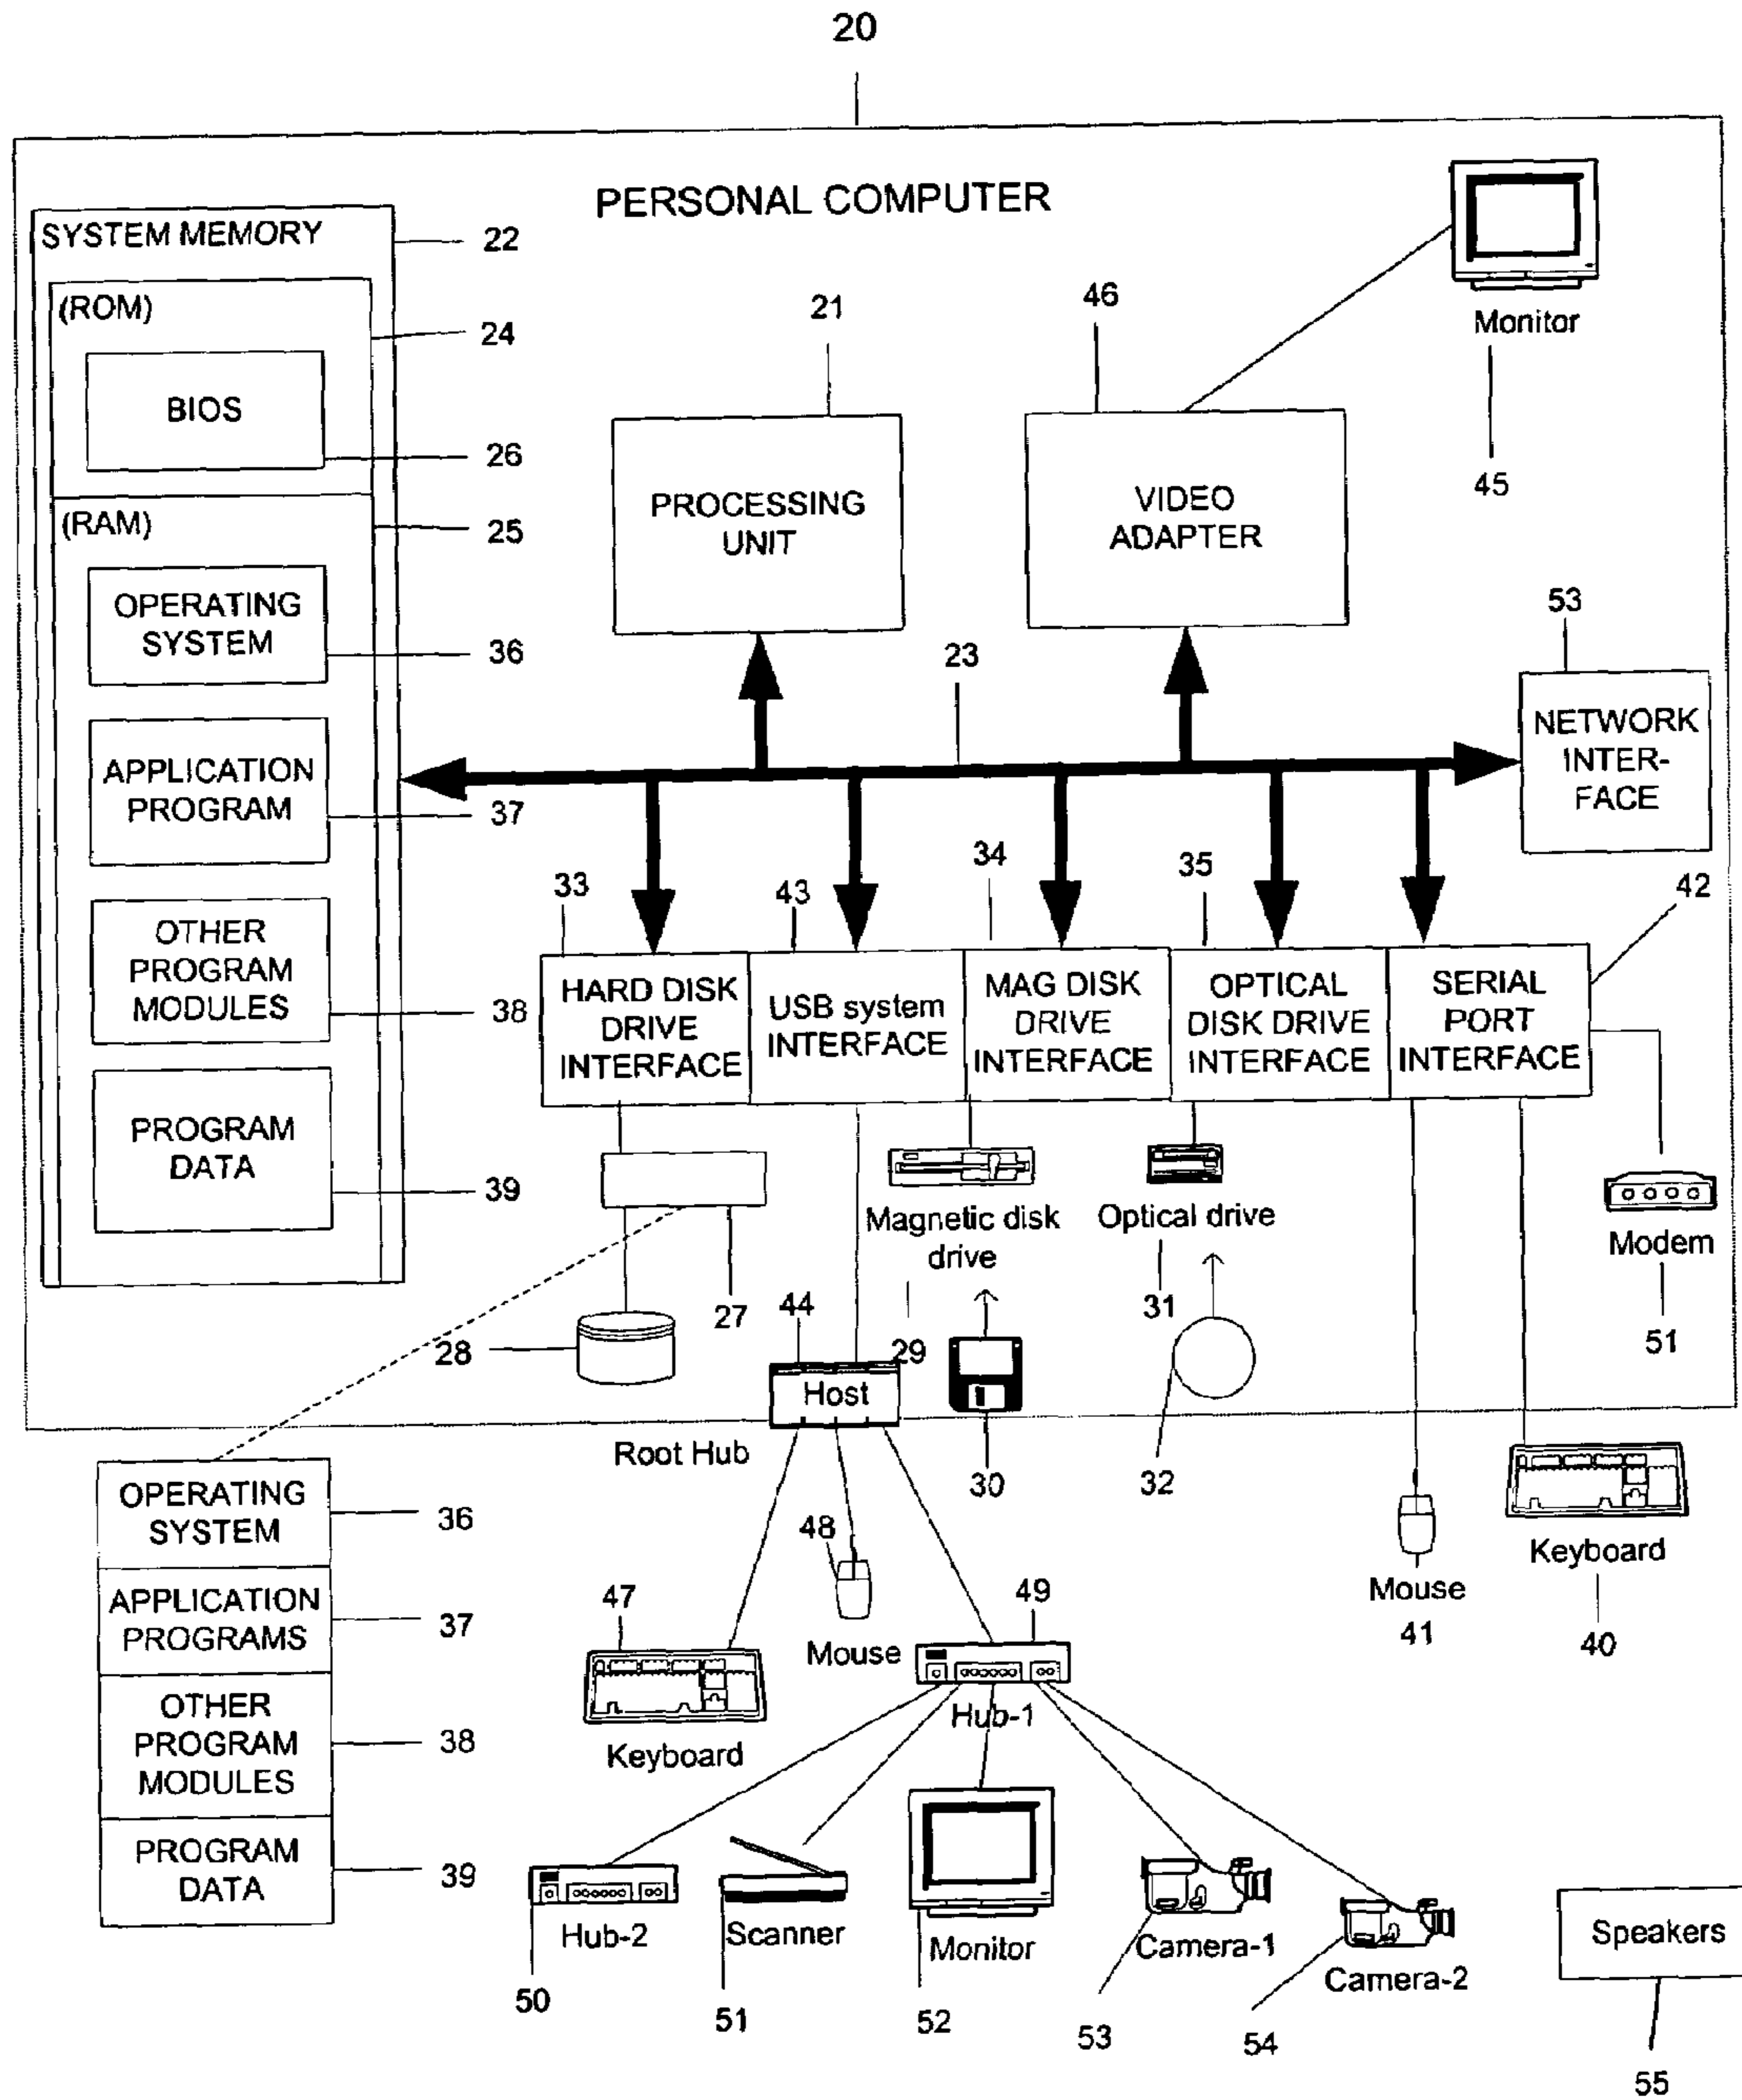 20
PERSONAL COMPUTER
SYSTEM MEMORY
22
(ROM)
24
BIOS
26
(RAM)
25
OPERATING
SYSTEM
36
APPLICATION
PROGRAM
37
OTHER
PROGRAM
MODULES
38
PROGRAM
DATA
39
21
PROCESSING
UNIT
46
VIDEO
ADAPTER
Monitor
45
23
53
NETWORK
INTER-
FACE
33
HARD DISK
DRIVE
INTERFACE
43
USB system
INTERFACE
34
MAG DISK
DRIVE
INTERFACE
35
OPTICAL
DISK DRIVE
INTERFACE
42
SERIAL
PORT
INTERFACE
27
28
44
Host
Root Hub
Magnetic disk
drive
29
30
Optical drive
31
32
Modem
51
OPERATING
SYSTEM
36
APPLICATION
PROGRAMS
37
OTHER
PROGRAM
MODULES
38
PROGRAM
DATA
39
47
Keyboard
48
Mouse
49
Hub-1
Mouse
41
Keyboard
40
Hub-2
50
Scanner
51
Monitor
52
Camera-1
53
Camera-2
54
Speakers
55